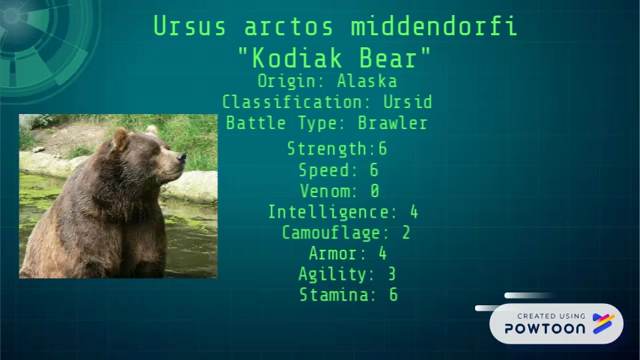 Ursus arctos middendorfi
"Kodiak Bear"
Origin: Alaska
Classification: Ursid
Battle Type: Brawler
Strength:6
Speed: 6
Venom: 0
Intelligence: 4
Camouflage: 2
Armor: 4
Agility: 3
Stamina: 6
CREATED USING
POWTOON